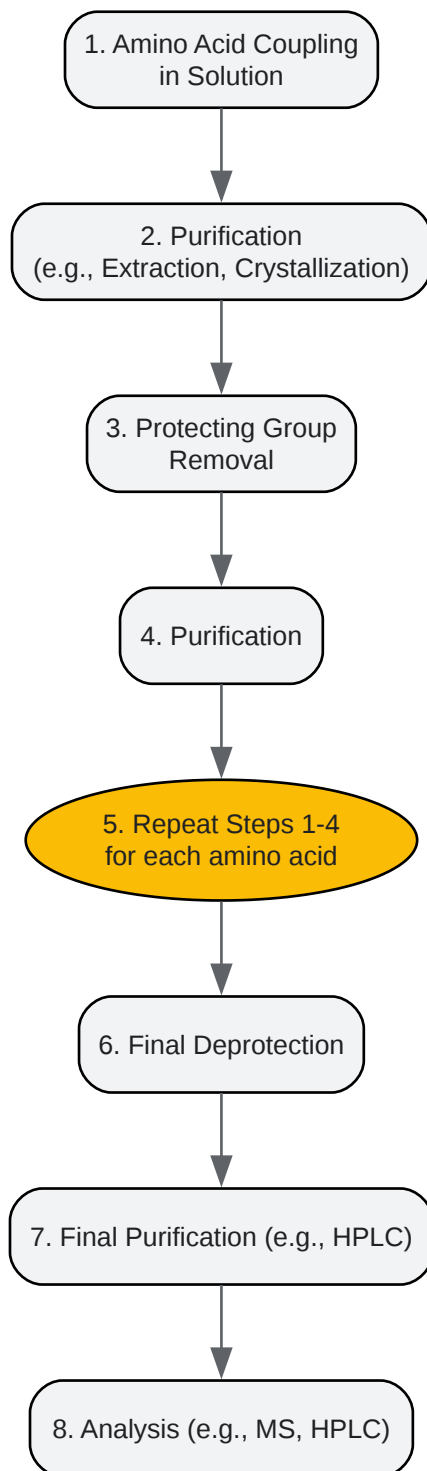 1. Amino Acid Coupling
in Solution
2. Purification
(e.g., Extraction, Crystallization)
3. Protecting Group
Removal
4. Purification
5. Repeat Steps 1-4
for each amino acid
6. Final Deprotection
7. Final Purification (e.g., HPLC)
8. Analysis (e.g., MS, HPLC)